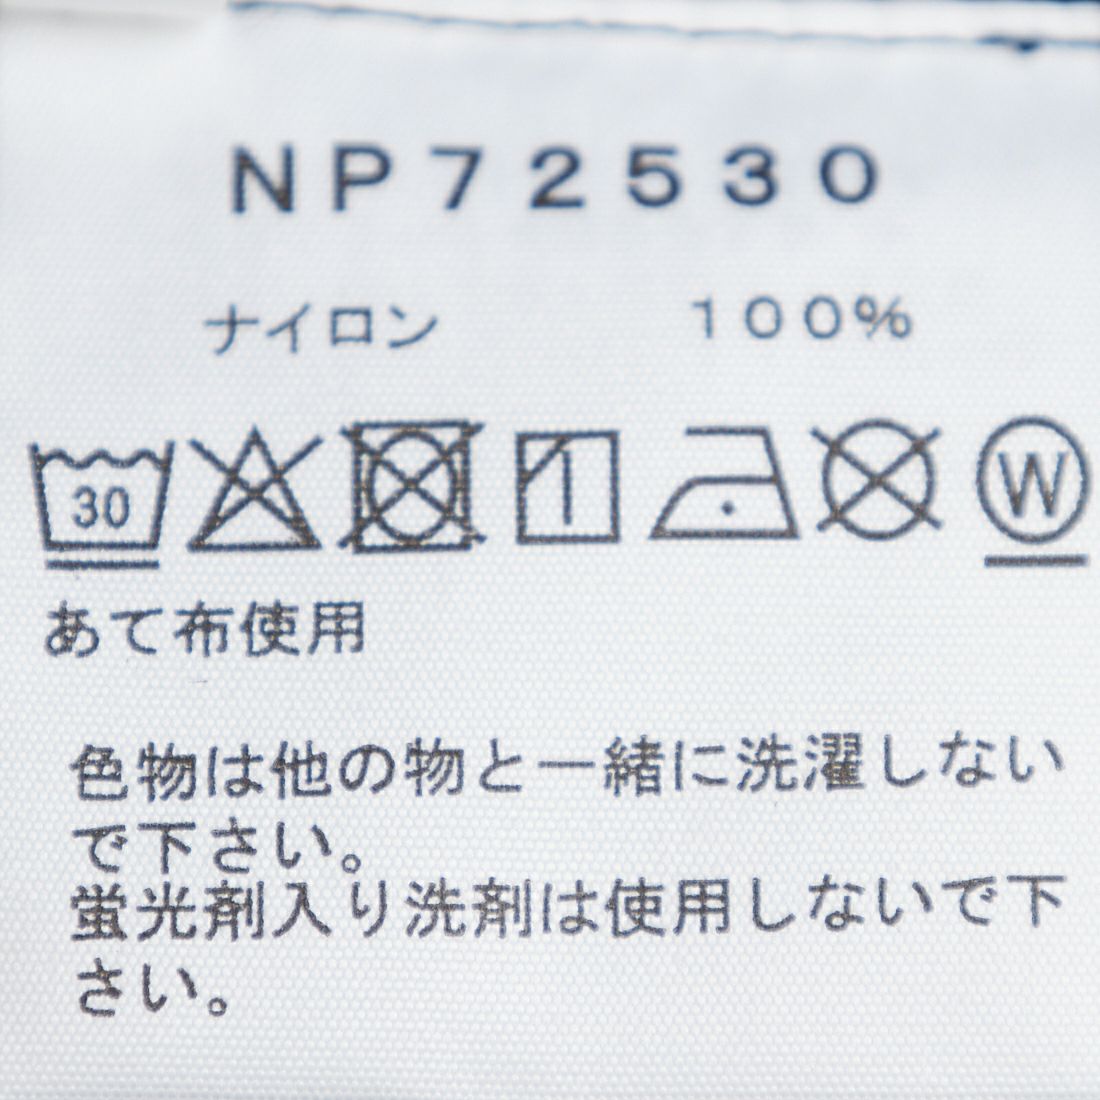 NP72530
ナイロン 100%
30 W
あて布使用
色物は他の物と一緒に洗濯しない
で下さい。
蛍光剤入り洗剤は使用しないで下
さい。